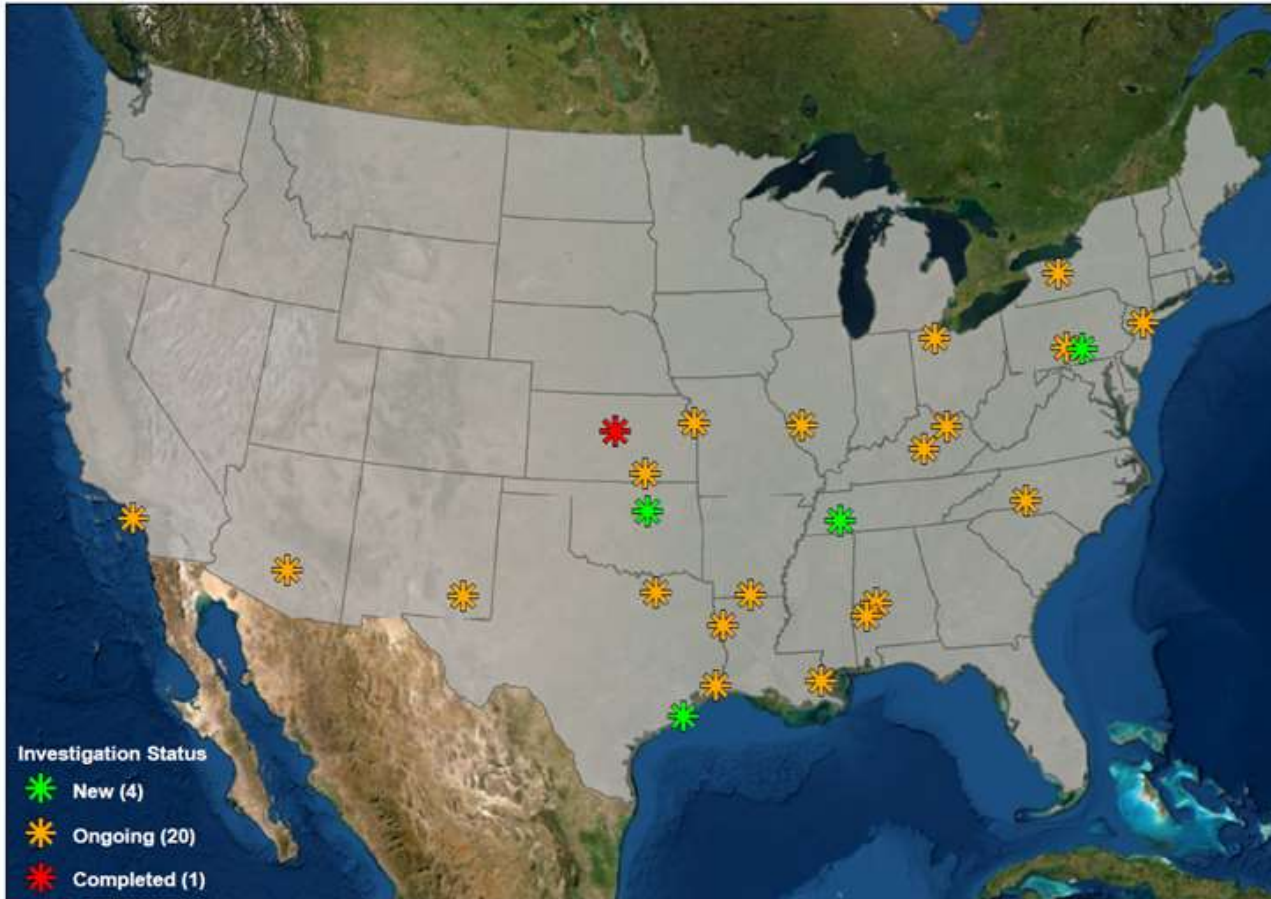 Investigation Status
New (4)
Ongoing (20)
Completed (1)